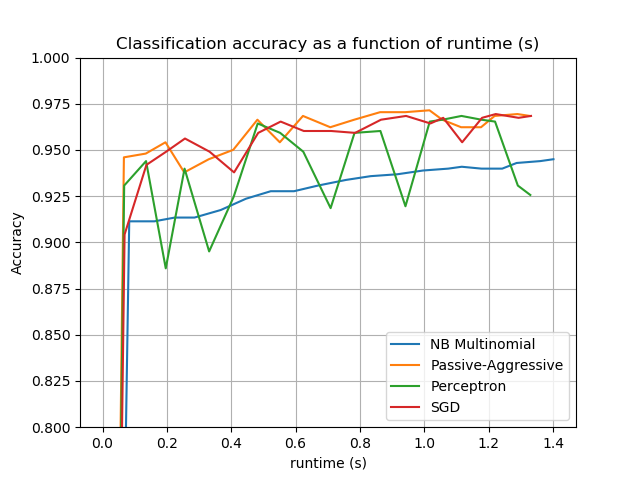 Classification accuracy as a function of runtime (s)
1.000
0.975
0.950
0.925
0.900
0.875
0.850
0.825
0.800
Accuracy
NB Multinomial
Passive-Aggressive
Perceptron
SGD
0.0 0.2 0.4 0.6 0.8 1.0 1.2 1.4
runtime (s)